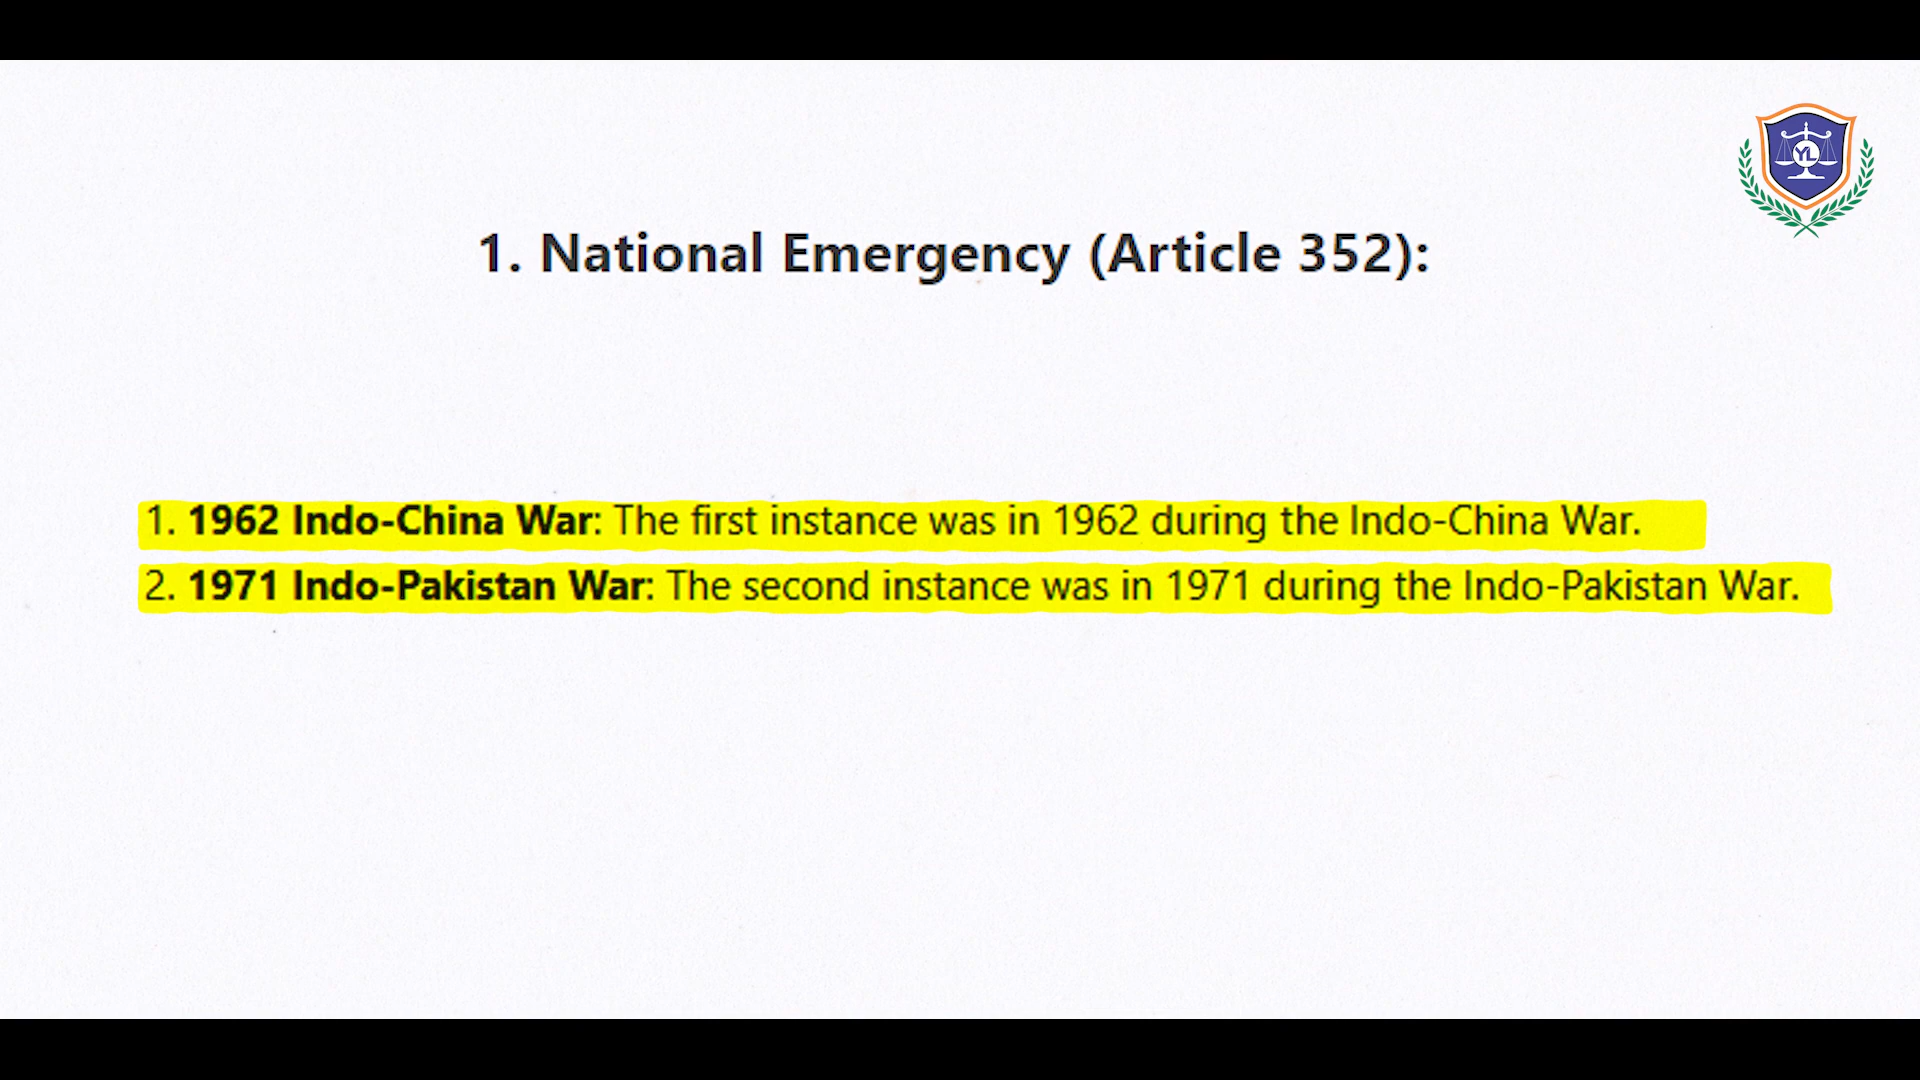 YL
1. National Emergency (Article 352):
1. 1962 Indo-China War: The first instance was in 1962 during the Indo-China War.
2. 1971 Indo-Pakistan War: The second instance was in 1971 during the Indo-Pakistan War.